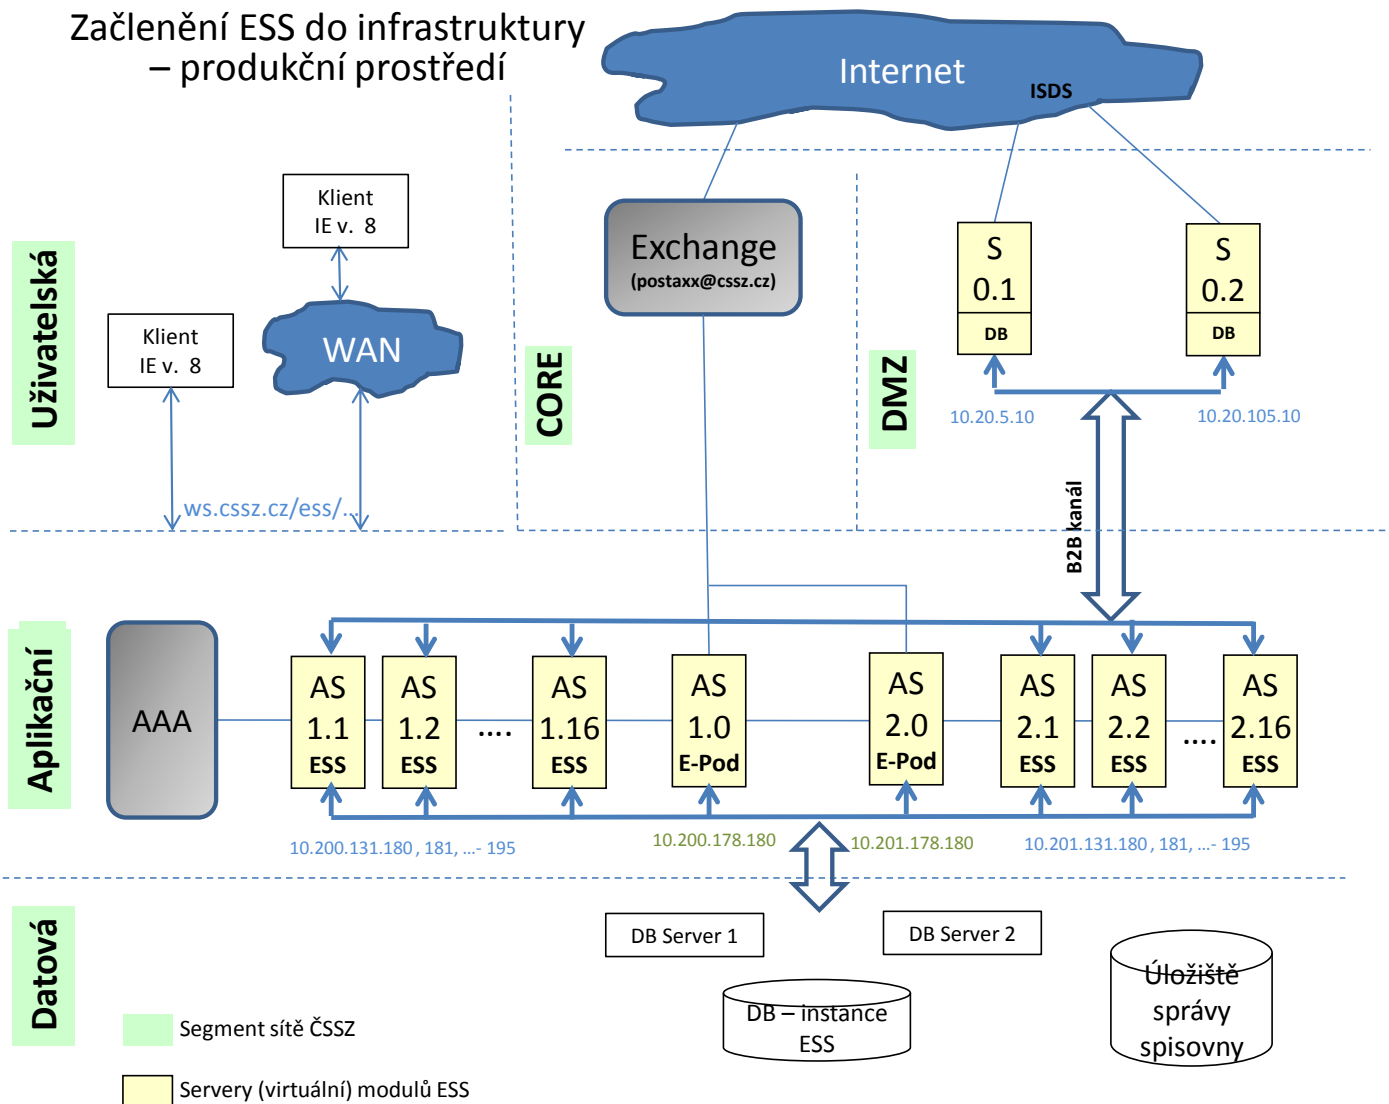 Začlenění ESS do infrastruktury
– produkční prostředí
Internet
ISDS
Klient
IE v. 8
Klient
IE v. 8
WAN
Uživatelská
ws.cssz.cz/ess/...
Exchange
(postaxx@cssz.cz)
CORE
DMZ
S
0.1
DB
S
0.2
DB
10.20.5.10
10.20.105.10
B2B kanál
Aplikační
AAA
AS
1.1
ESS
AS
1.2
ESS
....
AS
1.16
ESS
AS
1.0
E-Pod
AS
2.0
E-Pod
AS
2.1
ESS
AS
2.2
ESS
....
AS
2.16
ESS
10.200.131.180 , 181, ...- 195
10.200.178.180
10.201.178.180
10.201.131.180 , 181, ...- 195
Datová
DB Server 1
DB Server 2
DB – instance
ESS
Úložiště
správy
spisovny
Segment sítě ČSSZ
Servery (virtuální) modulů ESS